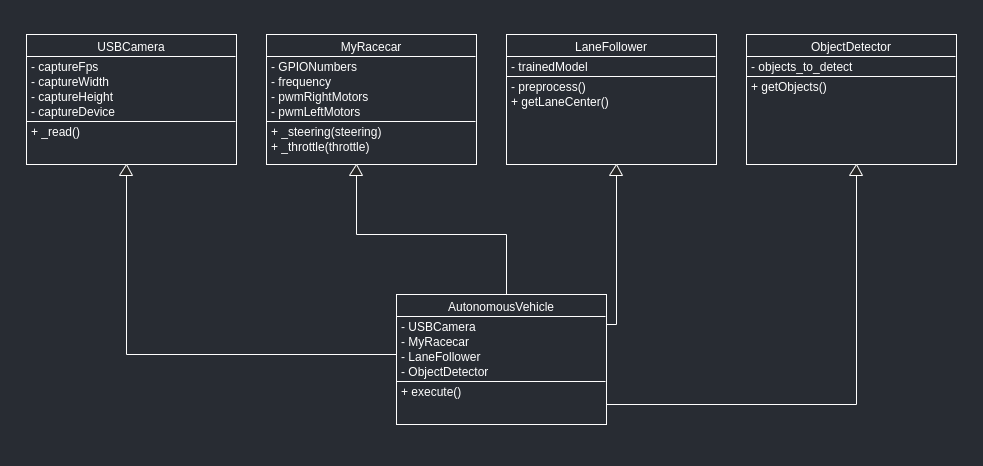 USBCamera
- captureFps
- captureWidth
- captureHeight
- captureDevice
+ _read()
MyRacecar
- GPIONumbers
- frequency
- pwmRightMotors
- pwmLeftMotors
+ _steering(steering)
+ _throttle(throttle)
LaneFollower
- trainedModel
- preprocess()
+ getLaneCenter()
ObjectDetector
- objects_to_detect
+ getObjects()
AutonomousVehicle
- USBCamera
- MyRacecar
- LaneFollower
- ObjectDetector
+ execute()